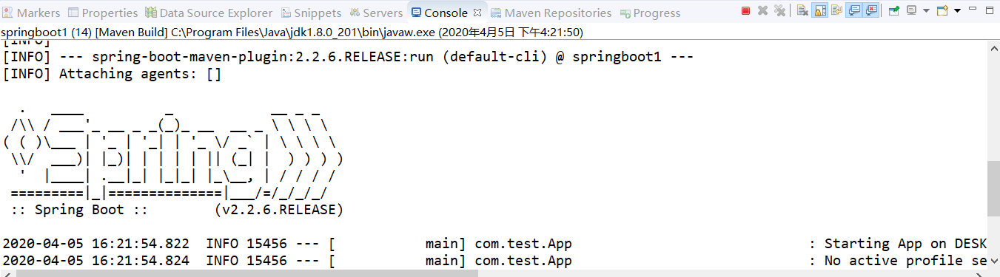 Markers Properties Data Source Explorer Snippets Servers Console Maven Repositories Progress
springboot1 (14) [Maven Build] C:\Program Files\Java\jdk1.8.0_201\bin\javaw.exe (2020年4月5日 下午4:21:50)
[INFO]
[INFO] --- spring-boot-maven-plugin:2.2.6.RELEASE:run (default-cli) @ springboot1 ---
[INFO] Attaching agents: []
  .   ____          _            __ _ _
 /\\ / ___'_ __ _ _(_)_ __  __ _ \ \ \ \
( ( )\___ | '_ | '_| | '_ \/ _` | \ \ \ \
 \\/  ___)| |_)| | | | | || (_| |  ) ) ) )
  '  |____| .__|_| |_|_| |_\__, | / / / /
 =========|_|==============|___/=/_/_/_/
 :: Spring Boot ::        (v2.2.6.RELEASE)
2020-04-05 16:21:54.822  INFO 15456 --- [           main] com.test.App                             : Starting App on DESK
2020-04-05 16:21:54.824  INFO 15456 --- [           main] com.test.App                             : No active profile se